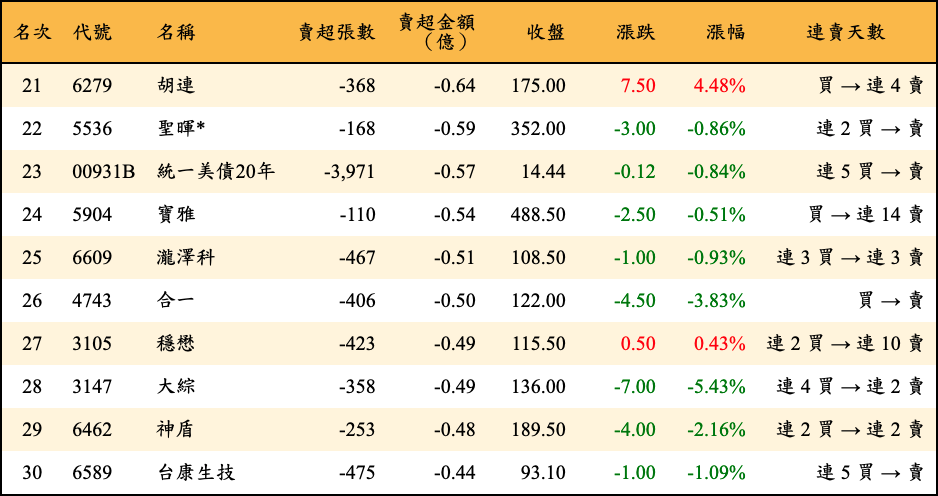 名次 代號 名稱 賣超張數 賣超金額（億） 收盤 漲跌 漲幅 連賣天數
21 6279 胡連 -368 -0.64 175.00 7.50 4.48% 買 → 連 4 賣
22 5536 聖暉* -168 -0.59 352.00 -3.00 -0.86% 連 2 買 → 賣
23 00931B 統一美債20年 -3,971 -0.57 14.44 -0.12 -0.84% 連 5 買 → 賣
24 5904 寶雅 -110 -0.54 488.50 -2.50 -0.51% 買 → 連 14 賣
25 6609 瀧澤科 -467 -0.51 108.50 -1.00 -0.93% 連 3 買 → 連 3 賣
26 4743 合一 -406 -0.50 122.00 -4.50 -3.83% 買 → 賣
27 3105 穩懋 -423 -0.49 115.50 0.50 0.43% 連 2 買 → 連 10 賣
28 3147 大綜 -358 -0.49 136.00 -7.00 -5.43% 連 4 買 → 連 2 賣
29 6462 神盾 -253 -0.48 189.50 -4.00 -2.16% 連 2 買 → 連 2 賣
30 6589 台康生技 -475 -0.44 93.10 -1.00 -1.09% 連 5 買 → 賣